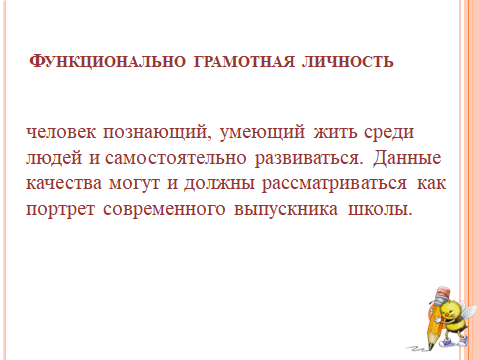 ФУНКЦИОНАЛЬНО ГРАМОТНАЯ ЛИЧНОСТЬ
человек познающий, умеющий жить среди
людей и самостоятельно развиваться. Данные
качества могут и должны рассматриваться как
портрет современного выпускника школы.